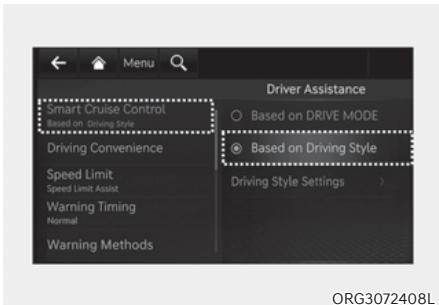 Menu
Driver Assistance
Smart Cruise Control
Based on Driving Style
Driving Convenience
Speed Limit
Speed Limit Assist
Warning Timing
Normal
Warning Methods
Based on DRIVE MODE
Based on Driving Style
Driving Style Settings
ORG3072408L